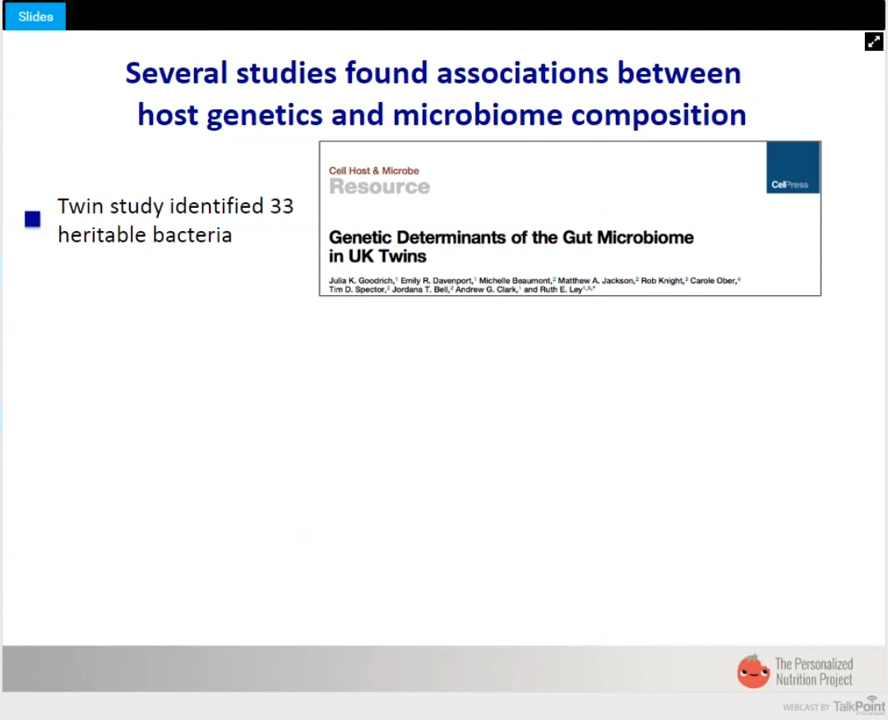 Slides
Several studies found associations between
host genetics and microbiome composition
Twin study identified 33
heritable bacteria
Cell Host & Microbe
Resource
CellPress
Genetic Determinants of the Gut Microbiome
in UK Twins
Julia K. Goodrich,¹ Emily R. Davenport,¹ Michelle Beaumont,² Matthew A. Jackson,² Rob Knight,³ Carole Ober,⁴
Tim D. Spector,² Jordana T. Bell,² Andrew G. Clark,¹ and Ruth E. Ley¹,⁵,*
The Personalized
Nutrition Project
WEBCAST BY TalkPoint